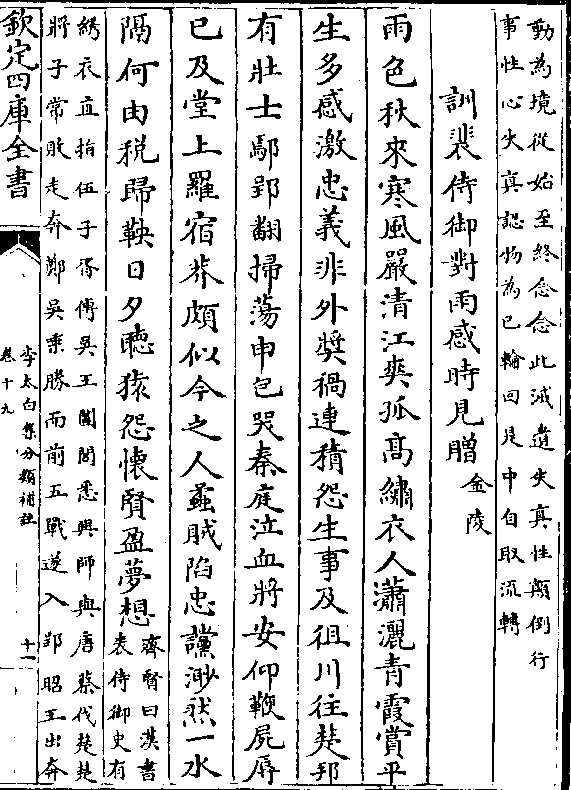 動為境從始至終念念此誡遺失真性顛倒行
事性心失真認物為已輪回是中自取流轉
訓裴侍御對雨感時見贈金陵
雨色秋來寒風嚴清江爽孤高繡衣人瀟灑青霞賞平
生多感激忠義非外奬禍連積怨生事及徂川往楚邦
有壯士鄢郢翻掃蕩申包哭秦庭泣血將安仰鞭屍辱
已及堂上羅宿莽頗似今之人蟊賊陷忠讜渺然一水
隔何由税歸鞅日夕聽猿怨懷賢盈夢想齊賢曰漢書
表侍御史有
綉衣直指伍子胥傳吳王闔閭悉興師與唐蔡伐楚楚
將子常敗走奔鄭吳乘勝而前五戰遂入郢昭王出奔
欽定四庫全書
李太白集分類補註
卷十九
十一